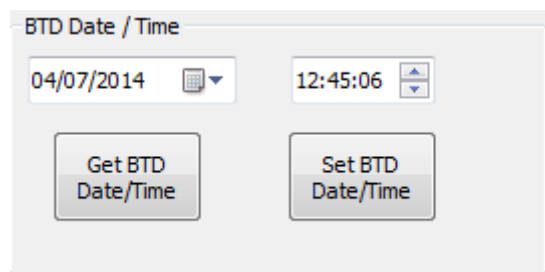 BTD Date / Time
04/07/2014 12:45:06
Get BTD Set BTD
Date/Time Date/Time